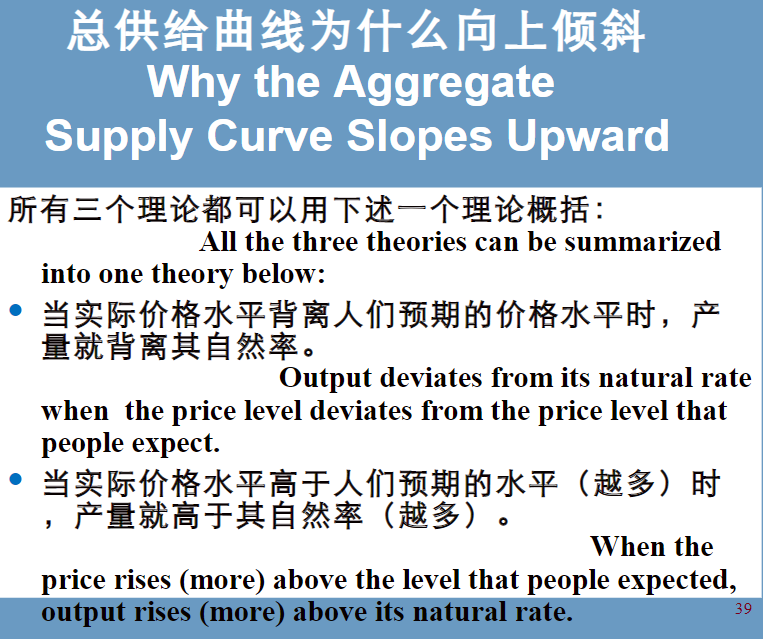 总供给曲线为什么向上倾斜
Why the Aggregate
Supply Curve Slopes Upward
所有三个理论都可以用下述一个理论概括：
All the three theories can be summarized
into one theory below:
• 当实际价格水平背离人们预期的价格水平时，产
量就背离其自然率。
Output deviates from its natural rate
when the price level deviates from the price level that
people expect.
• 当实际价格水平高于人们预期的水平（越多）时
，产量就高于其自然率（越多）。
When the
price rises (more) above the level that people expected,
output rises (more) above its natural rate.
39